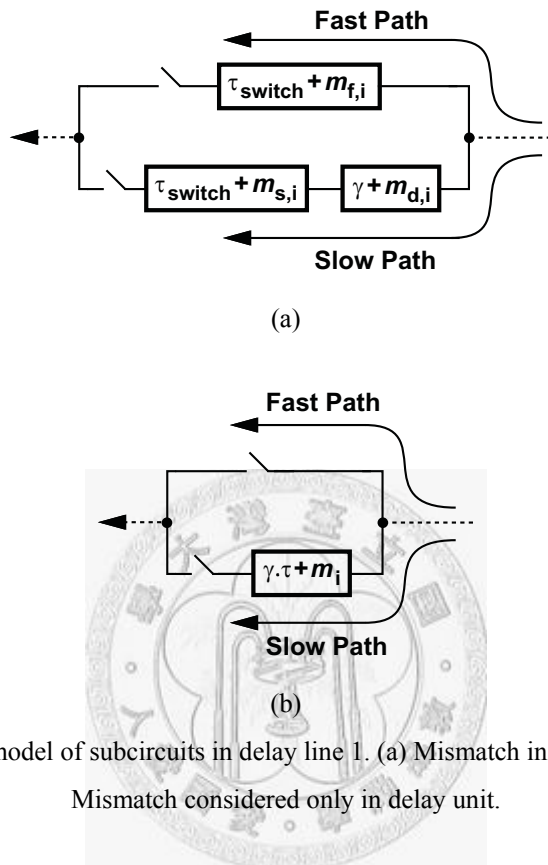 Fast Path
τswitch + mf,i
τswitch + ms,i
γ + md,i
Slow Path
(a)
Fast Path
γ.τ + mi
Slow Path
(b)
model of subcircuits in delay line 1. (a) Mismatch in
Mismatch considered only in delay unit.